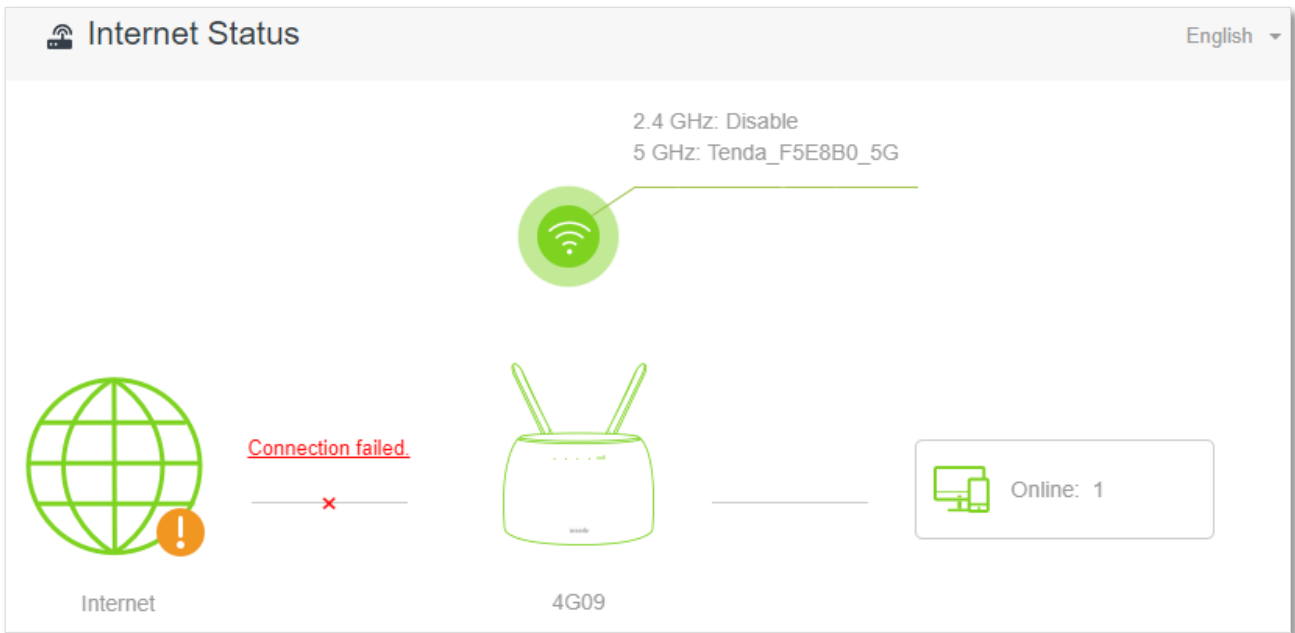 Internet Status
English
2.4 GHz: Disable
5 GHz: Tenda_F5E8B0_5G
Connection failed.
Online: 1
Internet
4G09